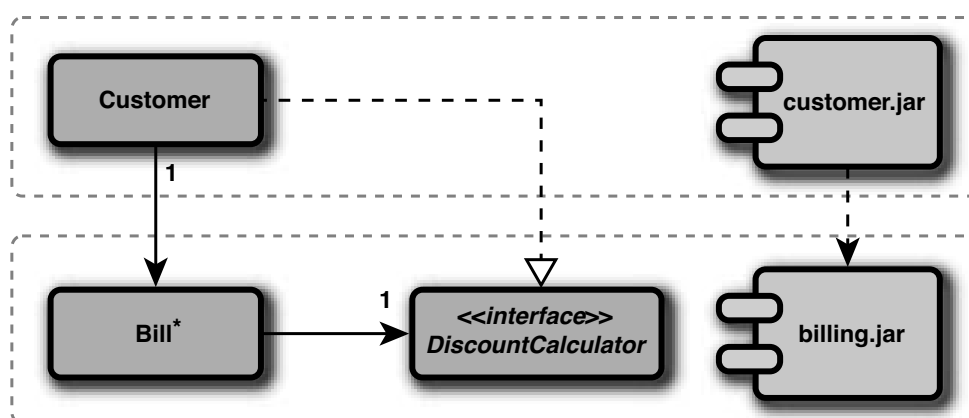 Customer
customer.jar
1
1
Bill*
<<interface>>
DiscountCalculator
billing.jar